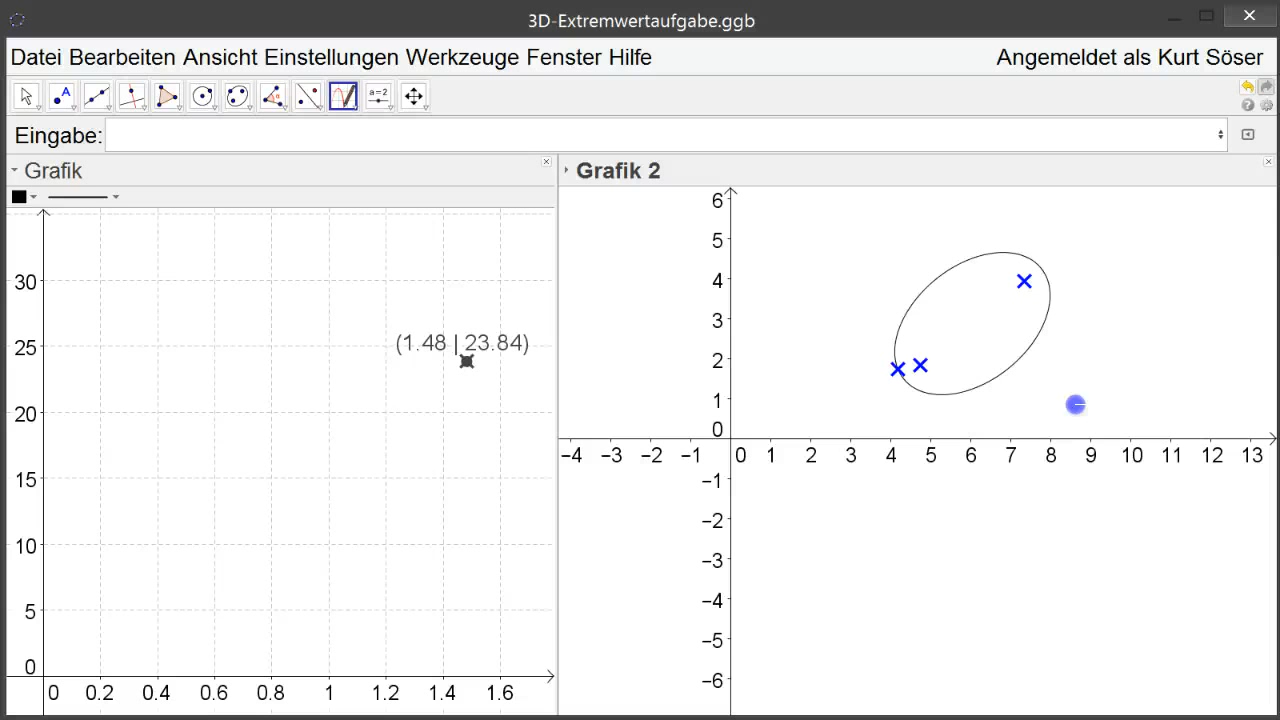 3D-Extremwertaufgabe.ggb
Datei Bearbeiten Ansicht Einstellungen Werkzeuge Fenster Hilfe
Angemeldet als Kurt Söser
A
a=2
Eingabe:
Grafik
Grafik 2
30
25
20
15
10
5
0
0 0.2 0.4 0.6 0.8 1 1.2 1.4 1.6
(1.48 | 23.84)
6
5
4
3
2
1
0
−4 −3 −2 −1 0 1 2 3 4 5 6 7 8 9 10 11 12 13
−1
−2
−3
−4
−5
−6